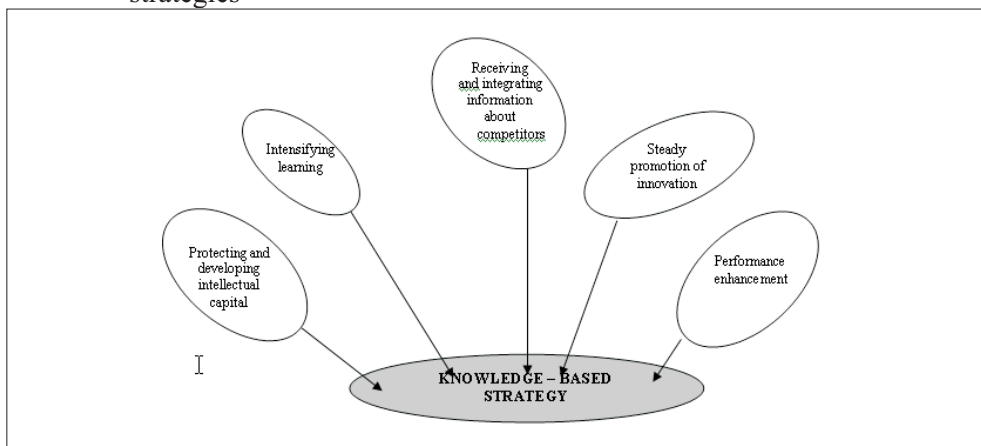 strategies
Receiving
and integrating
information
about
competitors
Intensifying
learning
Steady
promotion of
innovation
Protecting and
developing
intellectual
capital
Performance
enhancement
KNOWLEDGE – BASED
STRATEGY